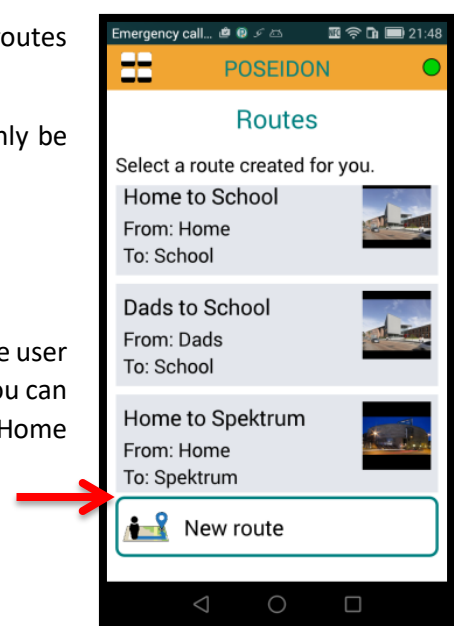 routes
nly be
e user
ou can
Home
Emergency call... 21:48
POSEIDON
Routes
Select a route created for you.
Home to School
From: Home
To: School
Dads to School
From: Dads
To: School
Home to Spektrum
From: Home
To: Spektrum
New route